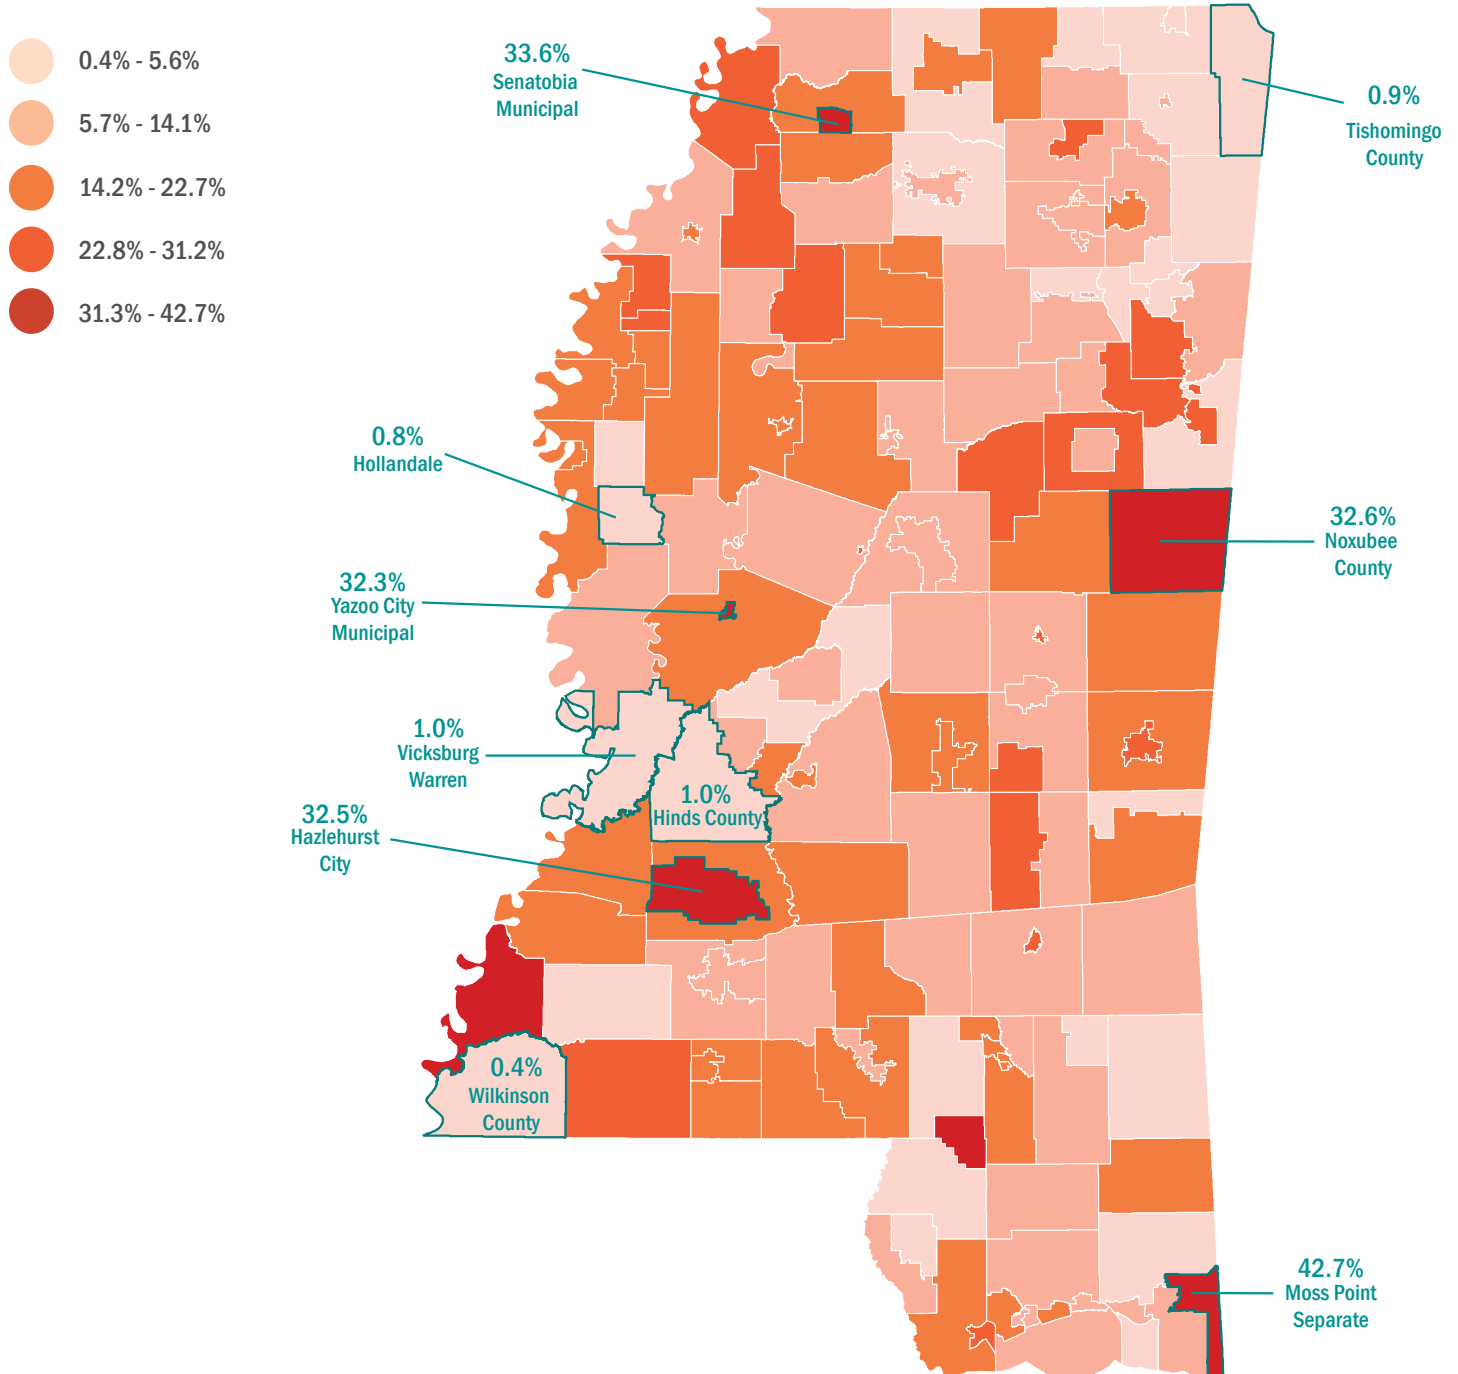 0.4% - 5.6%
5.7% - 14.1%
14.2% - 22.7%
22.8% - 31.2%
31.3% - 42.7%
33.6%
Senatobia
Municipal
0.9%
Tishomingo
County
0.8%
Hollandale
32.6%
Noxubee
County
32.3%
Yazoo City
Municipal
1.0%
Vicksburg
Warren
1.0%
Hinds County
32.5%
Hazlehurst
City
0.4%
Wilkinson
County
42.7%
Moss Point
Separate